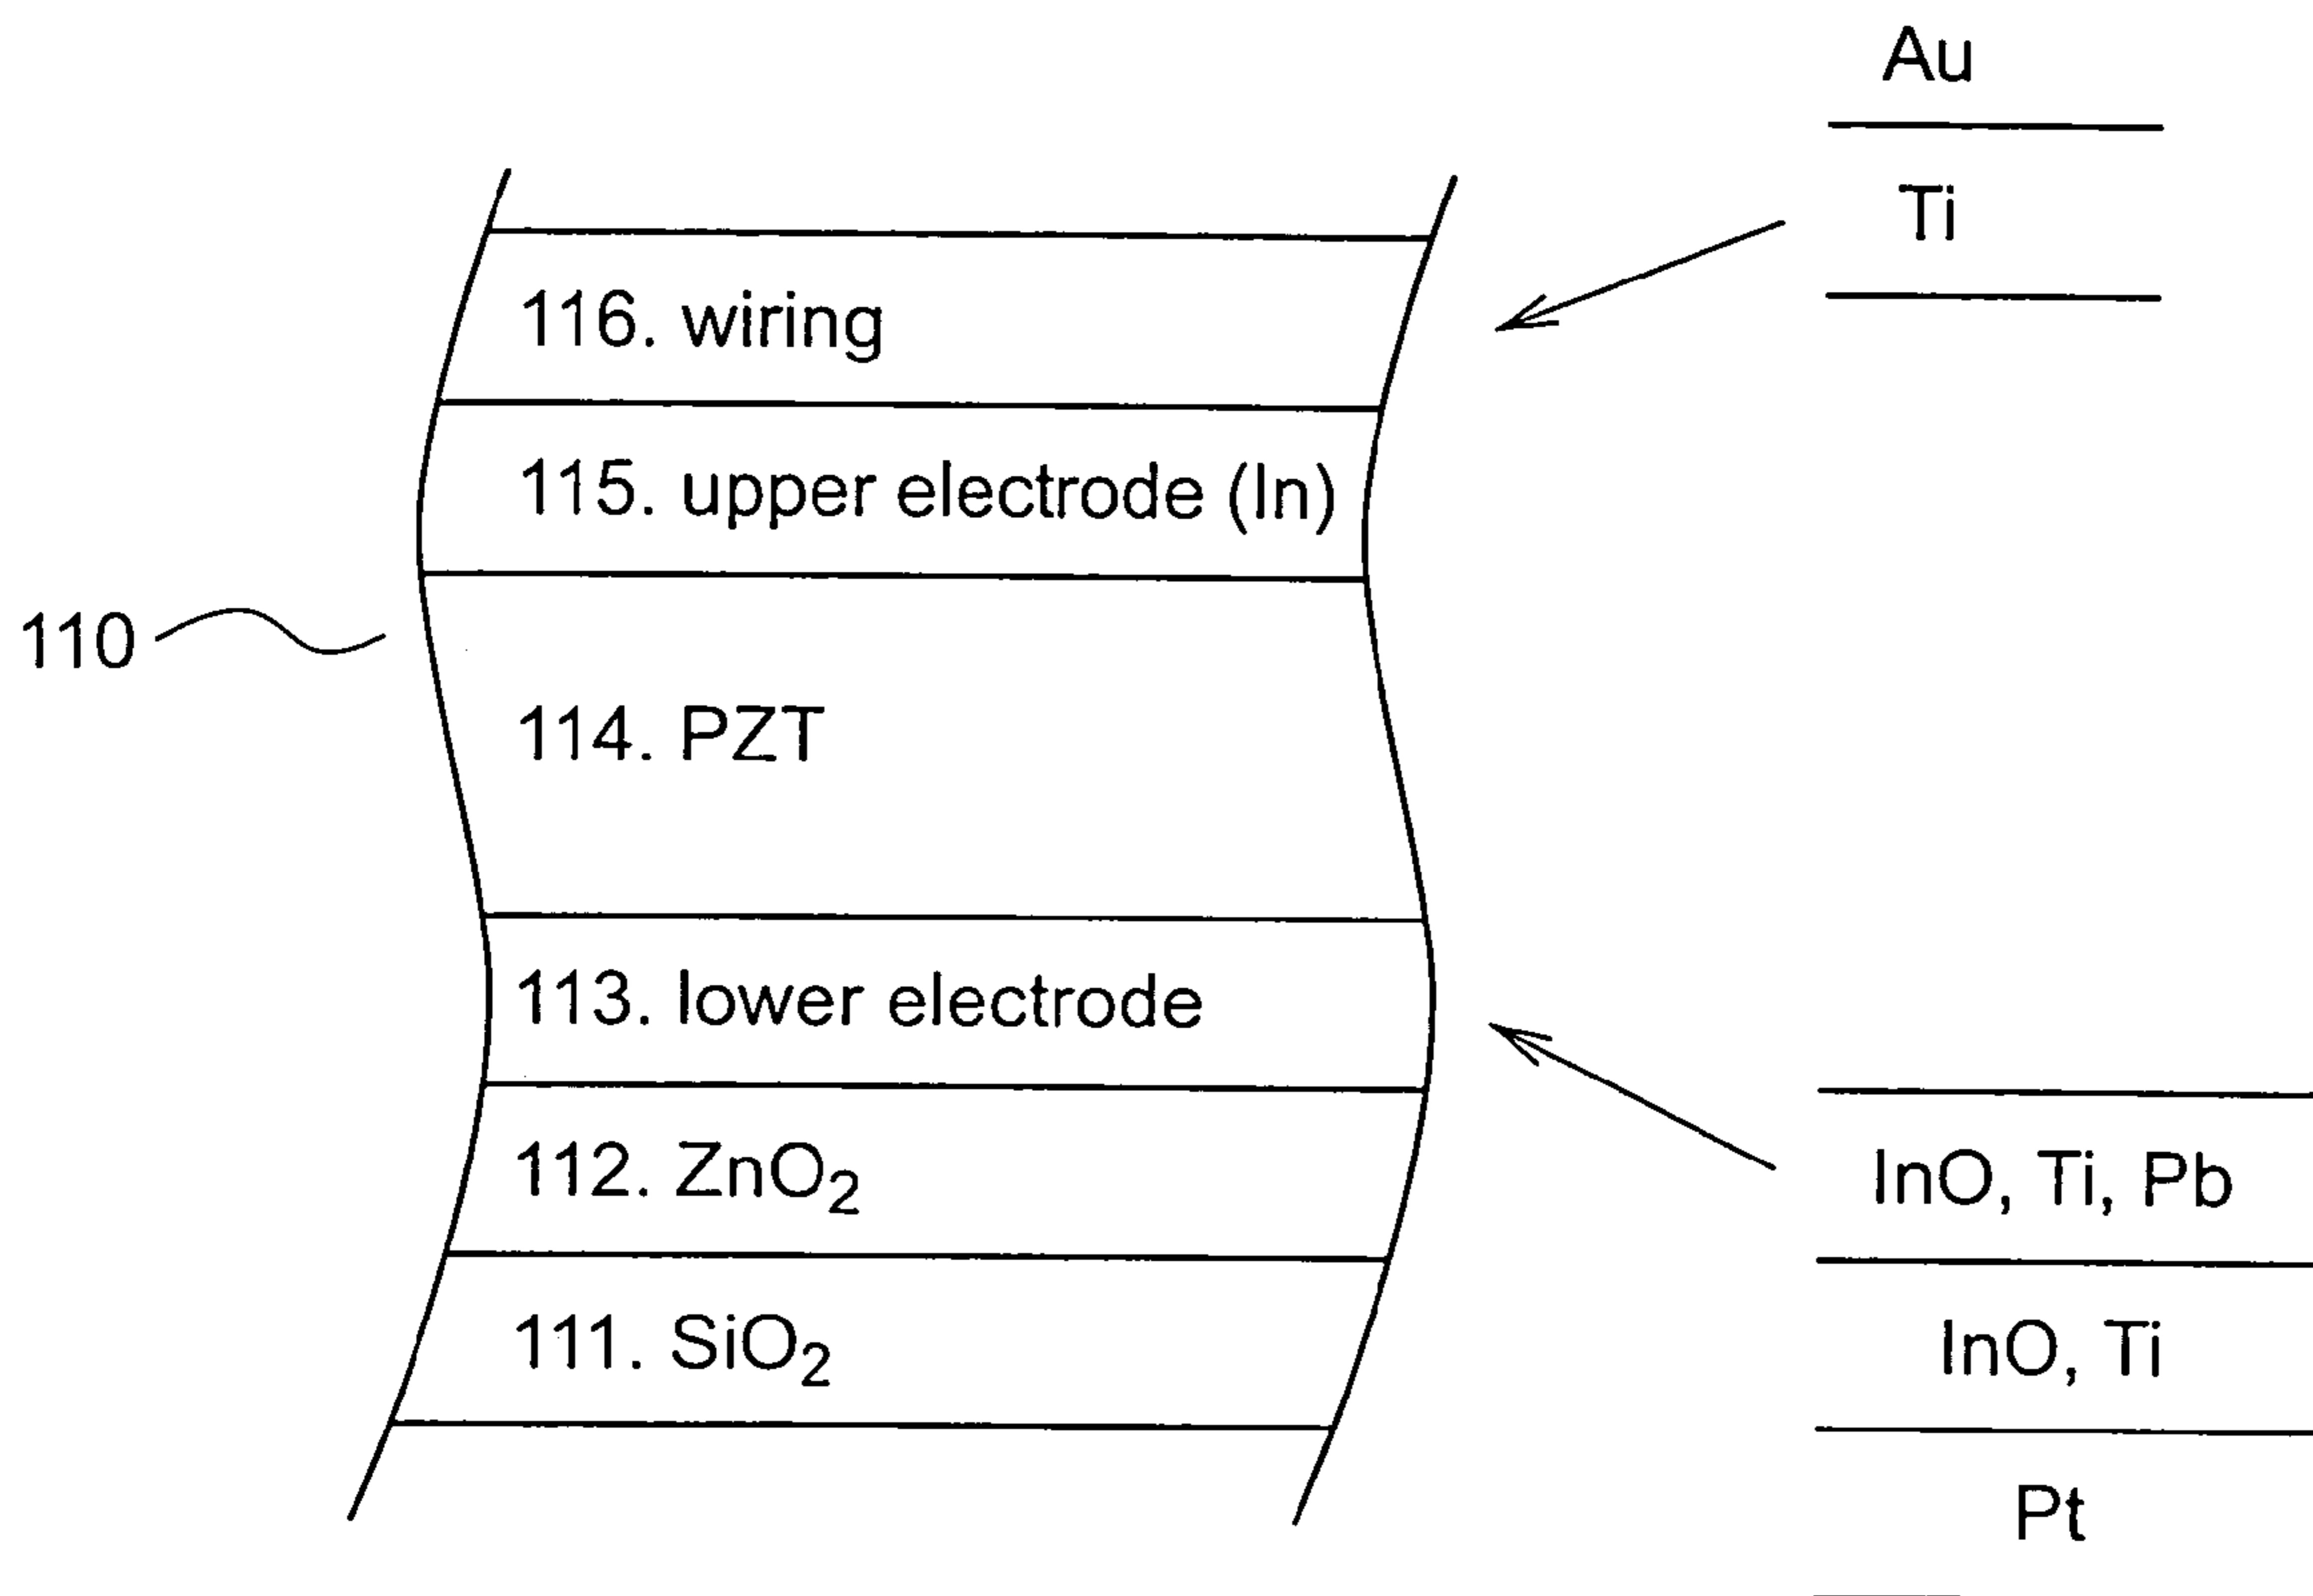 Au
Ti
116. wiring
115. upper electrode (In)
110
114. PZT
113. lower electrode
112. ZnO₂
InO, Ti, Pb
111. SiO₂
InO, Ti
Pt